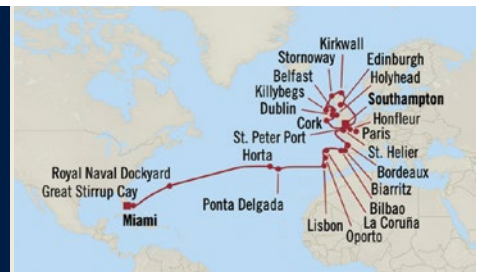 Kirkwall
Stornoway
Edinburgh
Belfast
Holyhead
Killybegs
Southampton
Dublin
Honfleur
Cork
Paris
St. Peter Port
St. Helier
Horta
Bordeaux
Royal Naval Dockyard
Biarritz
Great Stirrup Cay
Ponta Delgada
Bilbao
Miami
La Coruña
Lisbon
Oporto